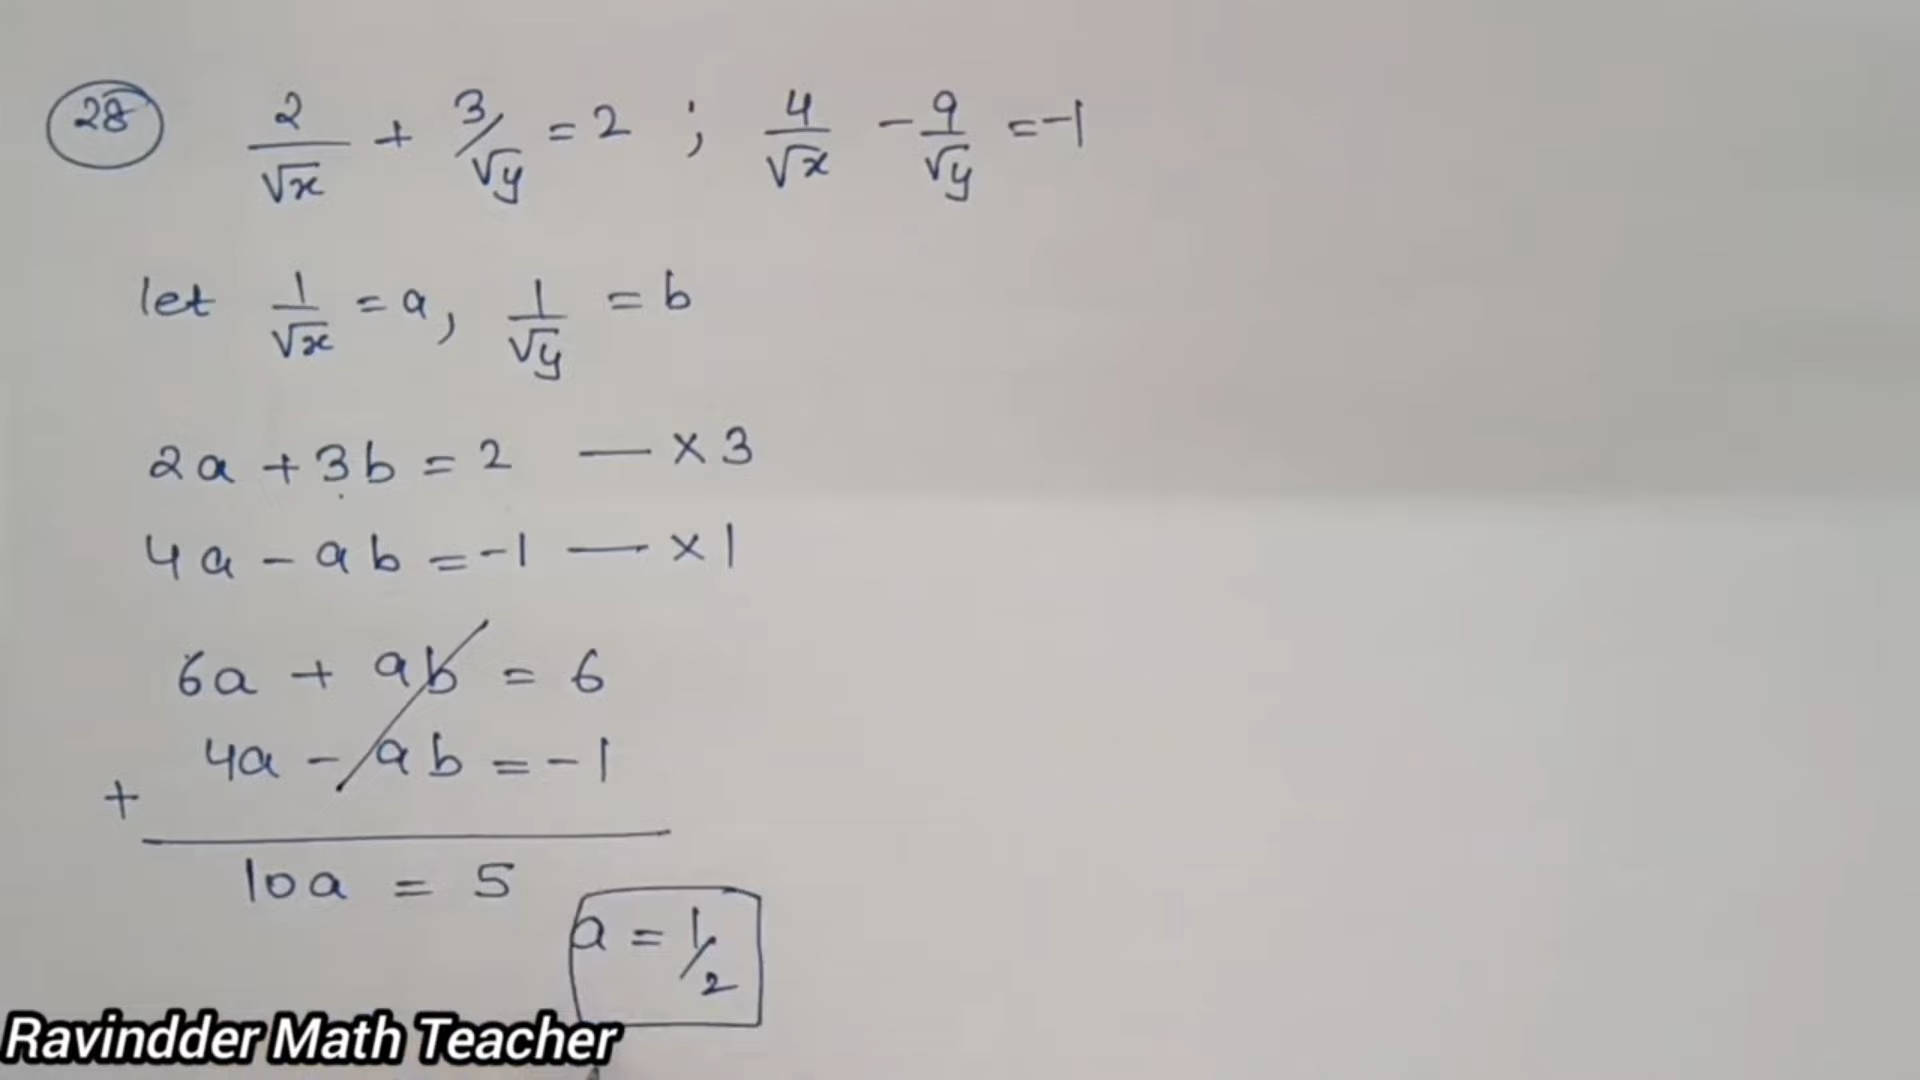 28 2/√x + 3/√y = 2 ; 4/√x - 9/√y = -1
let 1/√x = a, 1/√y = b
2a + 3b = 2 — × 3
4a - 9b = -1 — × 1
6a + 9b = 6
4a - 9b = -1
+
10a = 5
a = 1/2
Ravindder Math Teacher